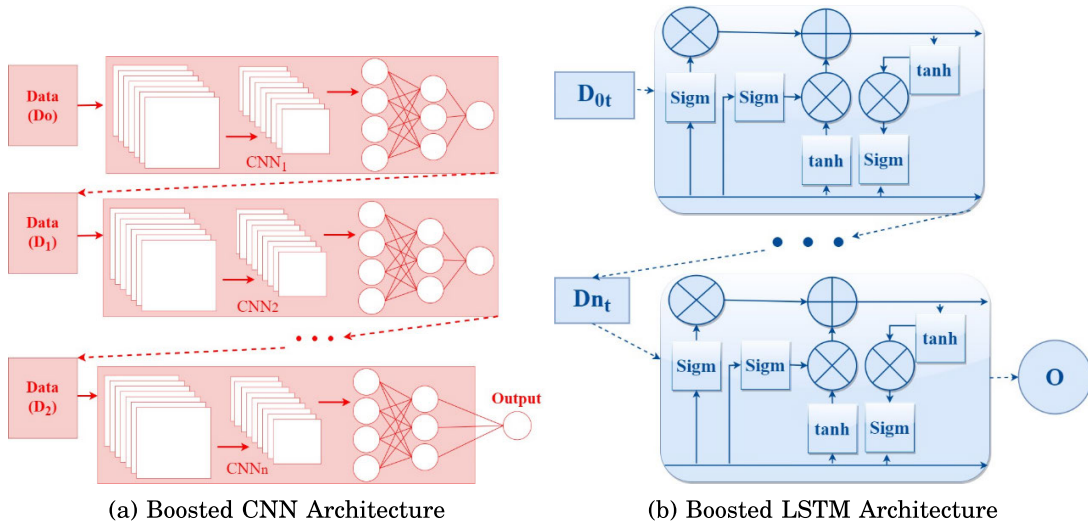 Data
(Do)
CNN₁
Data
(D₁)
CNN₂
...
Data
(D₂)
CNNn
Output
(a) Boosted CNN Architecture
D₀ₜ
Sigm
Sigm
tanh
tanh
Sigm
...
Dnₜ
Sigm
Sigm
tanh
tanh
Sigm
O
(b) Boosted LSTM Architecture